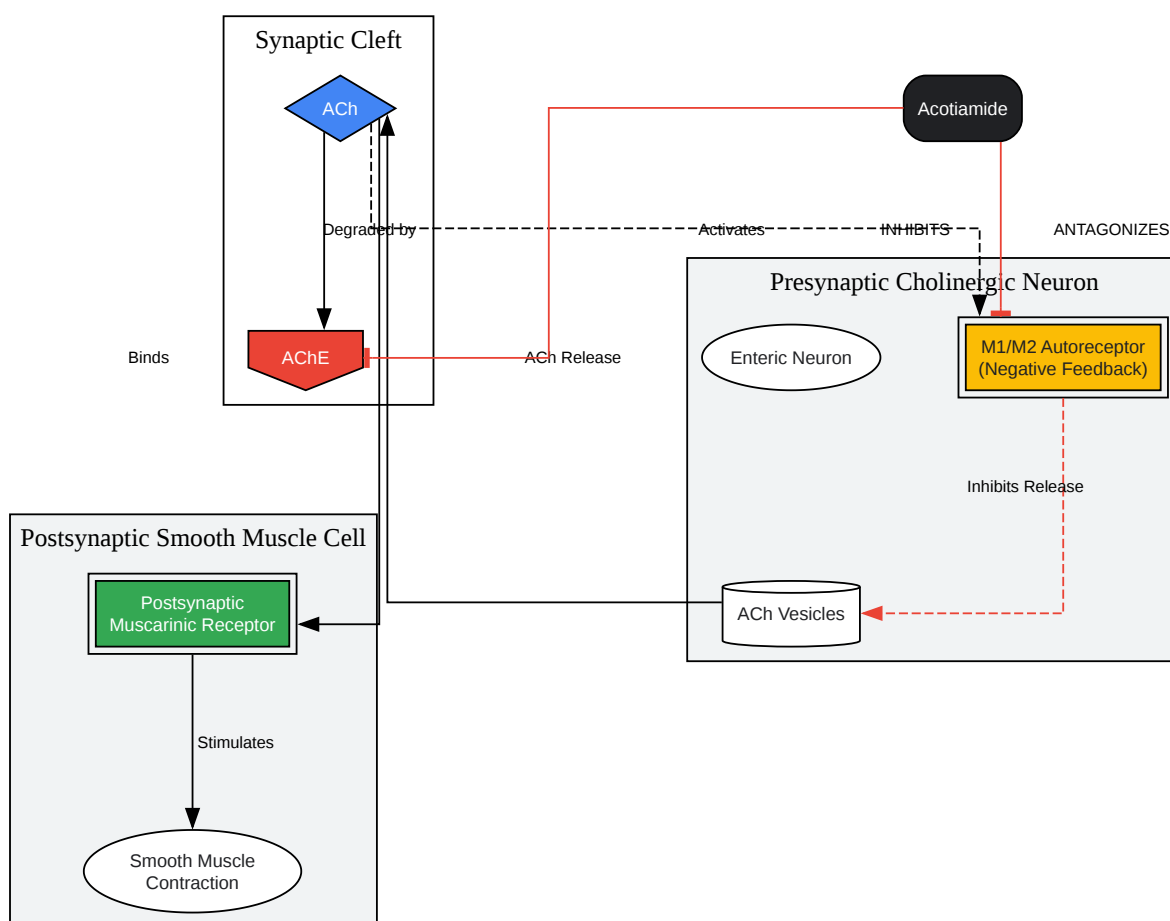 Synaptic Cleft
ACh
Acotiamide
Degraded by
Activates
INHIBITS
ANTAGONIZES
Presynaptic Cholinergic Neuron
Binds
AChE
ACh Release
Enteric Neuron
M1/M2 Autoreceptor
(Negative Feedback)
Inhibits Release
Postsynaptic Smooth Muscle Cell
Postsynaptic
Muscarinic Receptor
ACh Vesicles
Stimulates
Smooth Muscle
Contraction